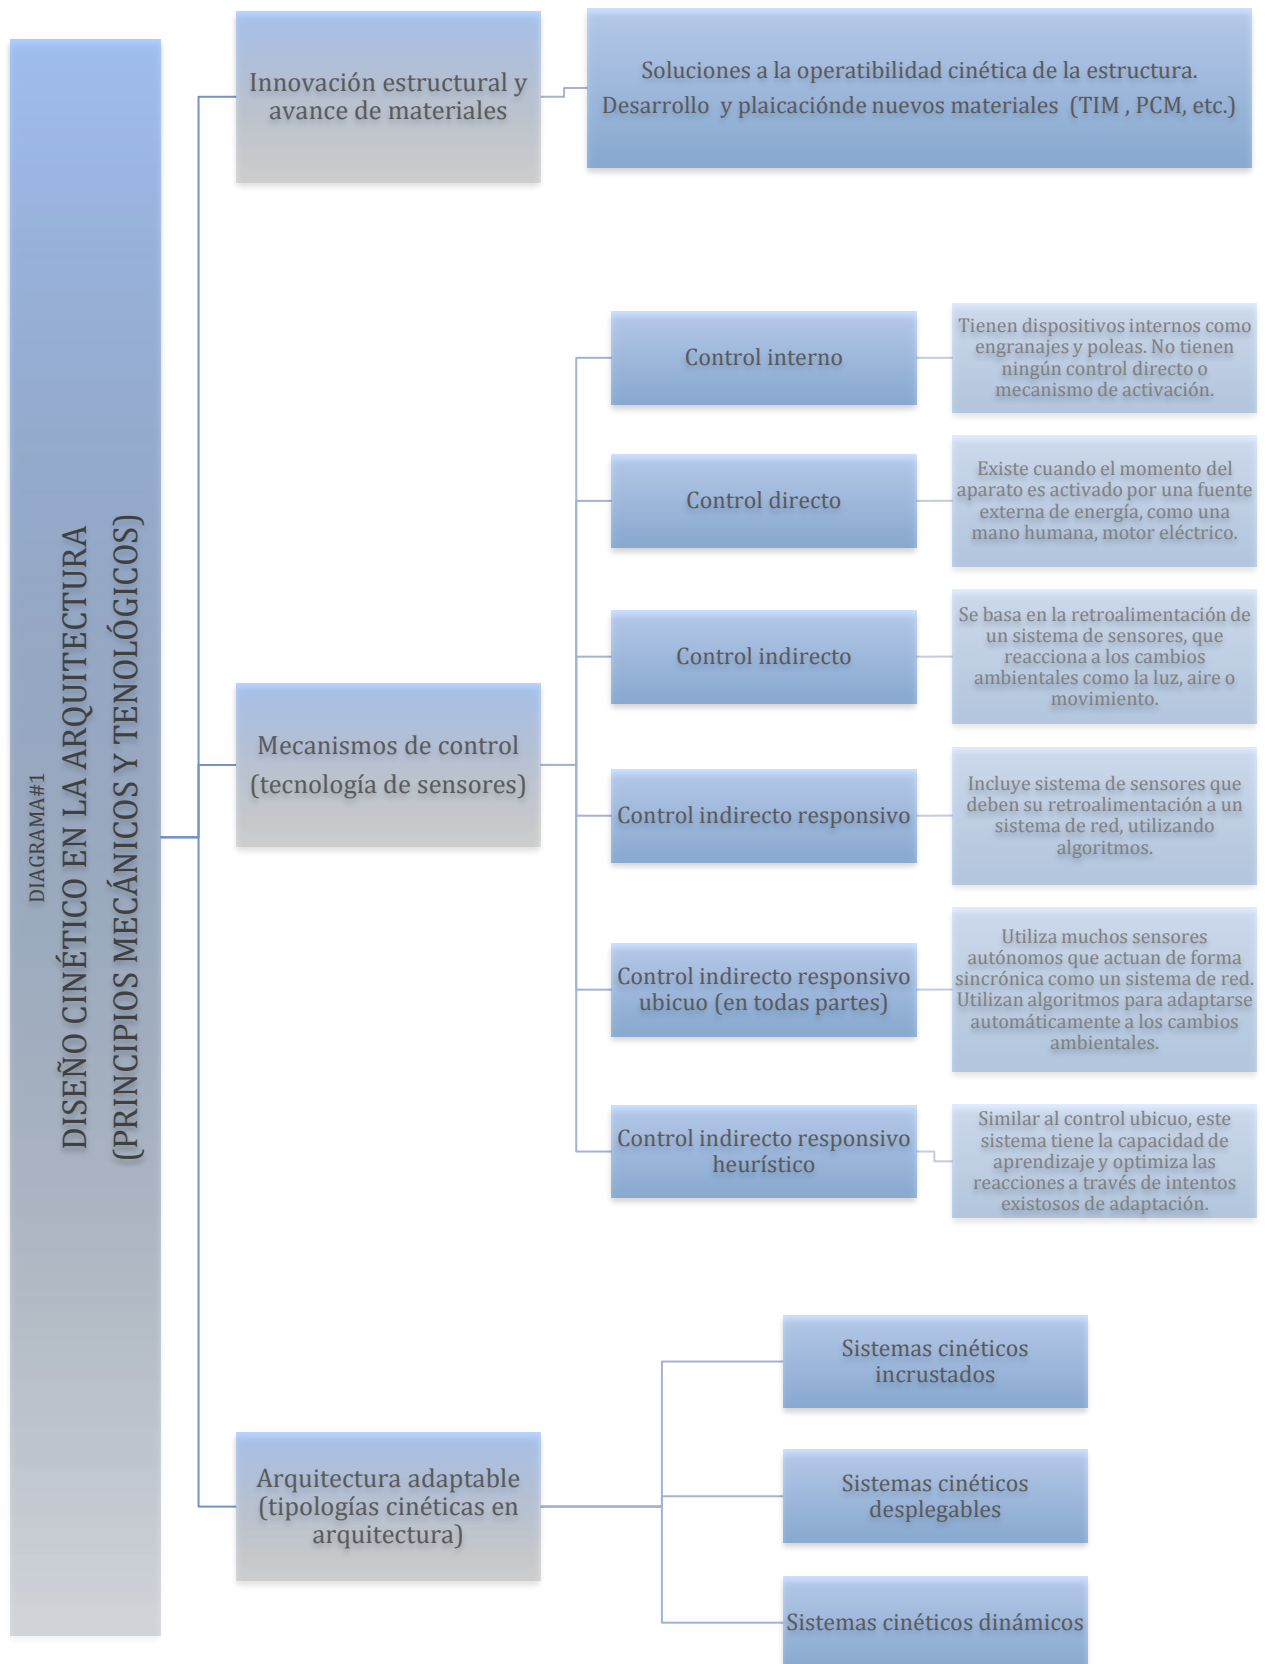 DIAGRAMA#1
DISEÑO CINÉTICO EN LA ARQUITECTURA
(PRINCIPIOS MECÁNICOS Y TENOLÓGICOS)
Innovación estructural y
avance de materiales
Soluciones a la operatibilidad cinética de la estructura.
Desarrollo y plaicaciónde nuevos materiales (TIM , PCM, etc.)
Mecanismos de control
(tecnología de sensores)
Control interno
Tienen dispositivos internos como
engranajes y poleas. No tienen
ningún control directo o
mecanismo de activación.
Control directo
Existe cuando el momento del
aparato es activado por una fuente
externa de energía, como una
mano humana, motor eléctrico.
Control indirecto
Se basa en la retroalimentación de
un sistema de sensores, que
reacciona a los cambios
ambientales como la luz, aire o
movimiento.
Control indirecto responsivo
Incluye sistema de sensores que
deben su retroalimentación a un
sistema de red, utilizando
algoritmos.
Control indirecto responsivo
ubicuo (en todas partes)
Utiliza muchos sensores
autónomos que actuan de forma
sincrónica como un sistema de red.
Utilizan algoritmos para adaptarse
automáticamente a los cambios
ambientales.
Control indirecto responsivo
heurístico
Similar al control ubicuo, este
sistema tiene la capacidad de
aprendizaje y optimiza las
reacciones a través de intentos
existosos de adaptación.
Arquitectura adaptable
(tipologías cinéticas en
arquitectura)
Sistemas cinéticos
incrustados
Sistemas cinéticos
desplegables
Sistemas cinéticos dinámicos